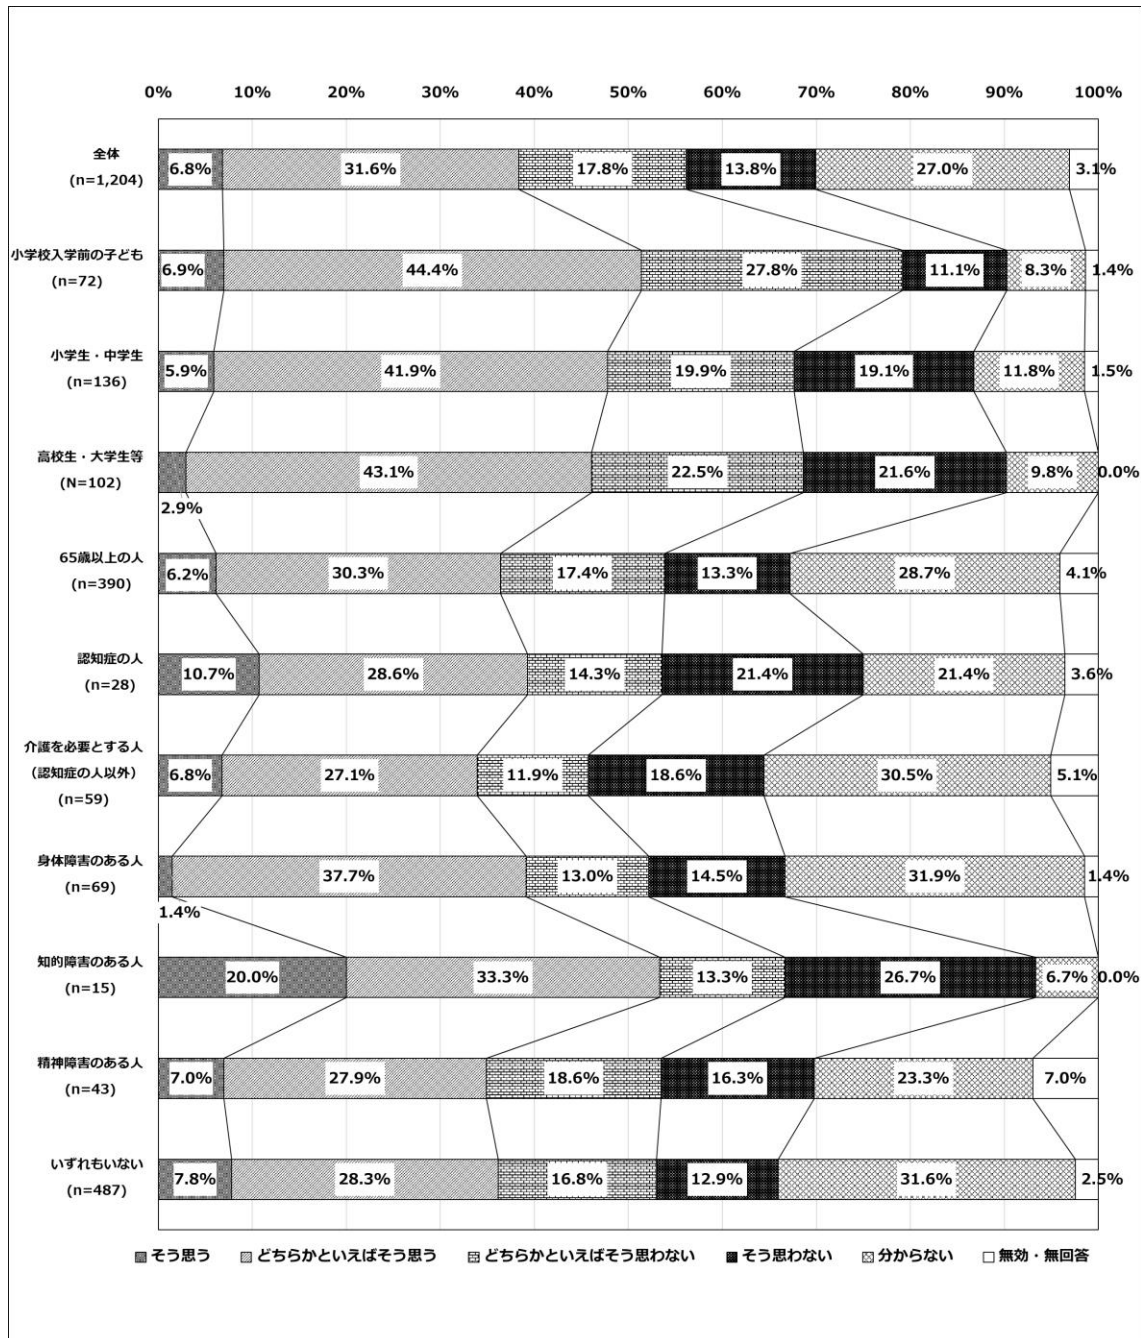 0% 10% 20% 30% 40% 50% 60% 70% 80% 90% 100%
全体
(n=1,204)
6.8% 31.6% 17.8% 13.8% 27.0% 3.1%
小学校入学前の子ども
(n=72)
6.9% 44.4% 27.8% 11.1% 8.3% 1.4%
小学生・中学生
(n=136)
5.9% 41.9% 19.9% 19.1% 11.8% 1.5%
高校生・大学生等
(N=102)
43.1% 22.5% 21.6% 9.8% 0.0%
2.9%
65歳以上の人
(n=390)
6.2% 30.3% 17.4% 13.3% 28.7% 4.1%
認知症の人
(n=28)
10.7% 28.6% 14.3% 21.4% 21.4% 3.6%
介護を必要とする人
（認知症の人以外）
(n=59)
6.8% 27.1% 11.9% 18.6% 30.5% 5.1%
身体障害のある人
(n=69)
37.7% 13.0% 14.5% 31.9% 1.4%
1.4%
知的障害のある人
(n=15)
20.0% 33.3% 13.3% 26.7% 6.7% 0.0%
精神障害のある人
(n=43)
7.0% 27.9% 18.6% 16.3% 23.3% 7.0%
いずれもいない
(n=487)
7.8% 28.3% 16.8% 12.9% 31.6% 2.5%
そう思う どちらかといえばそう思う どちらかといえばそう思わない そう思わない 分からない 無効・無回答